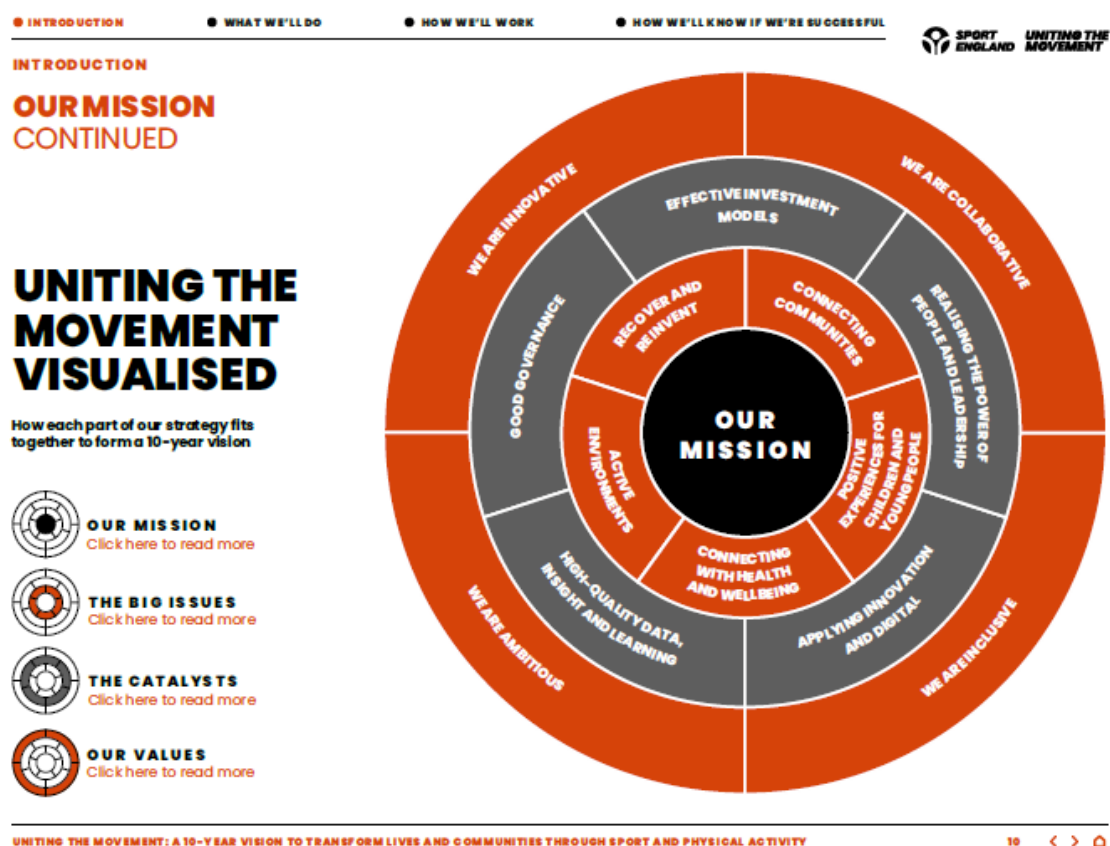 INTRODUCTION
WHAT WE'LL DO
HOW WE'LL WORK
HOW WE'LL KNOW IF WE'RE SUCCESSFUL
SPORT
ENGLAND
UNITING THE
MOVEMENT
INTRODUCTION
OUR MISSION
CONTINUED
UNITING THE
MOVEMENT
VISUALISED
How each part of our strategy fits
together to form a 10-year vision
OUR MISSION
Click here to read more
THE BIG ISSUES
Click here to read more
THE CATALYSTS
Click here to read more
OUR VALUES
Click here to read more
WE ARE INNOVATIVE
WE ARE COLLABORATIVE
WE ARE INCLUSIVE
WE ARE AMBITIOUS
EFFECTIVE INVESTMENT
MODELS
REALISING THE POWER OF
PEOPLE AND LEADERSHIP
APPLYING INNOVATION
AND DIGITAL
HIGH-QUALITY DATA,
INSIGHT AND LEARNING
GOOD GOVERNANCE
RECOVER AND
REINVENT
CONNECTING
COMMUNITIES
POSITIVE
EXPERIENCES FOR
CHILDREN AND
YOUNG PEOPLE
CONNECTING
WITH HEALTH
AND WELLBEING
ACTIVE
ENVIRONMENTS
OUR
MISSION
UNITING THE MOVEMENT: A 10-YEAR VISION TO TRANSFORM LIVES AND COMMUNITIES THROUGH SPORT AND PHYSICAL ACTIVITY
10